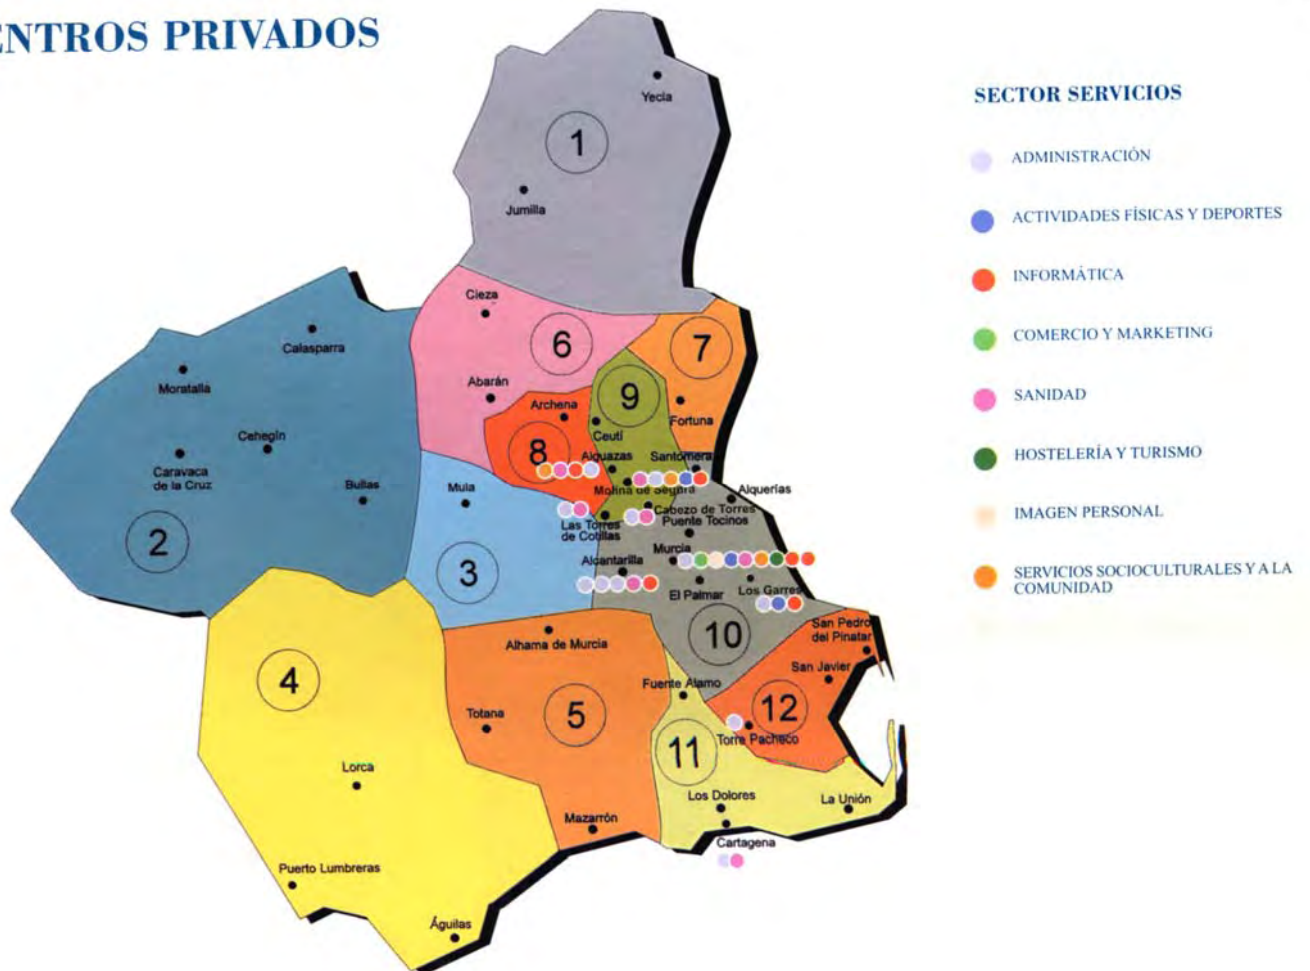 ENTROS PRIVADOS
SECTOR SERVICIOS
ADMINISTRACIÓN
ACTIVIDADES FÍSICAS Y DEPORTES
INFORMÁTICA
COMERCIO Y MARKETING
SANIDAD
HOSTELERÍA Y TURISMO
IMAGEN PERSONAL
SERVICIOS SOCIOCULTURALES Y A LA
COMUNIDAD
Yecla
1
Jumilla
Cieza
6
7
Calasparra
Moratalla
Abarán
9
Archena
Fortuna
Ceutí
Cehegín
8
Alguazas
Santomera
Caravaca
de la Cruz
Bullas
Mula
Molina de Segura
Alquerías
Cabezo de Torres
Las Torres
de Cotillas
Puente Tocinos
2
3
Alcantarilla
Murcia
El Palmar
Los Garres
10
San Pedro
del Pinatar
Alhama de Murcia
San Javier
4
Fuente Álamo
5
12
Totana
Torre Pacheco
11
Lorca
Los Dolores
La Unión
Mazarrón
Cartagena
Puerto Lumbreras
Águilas